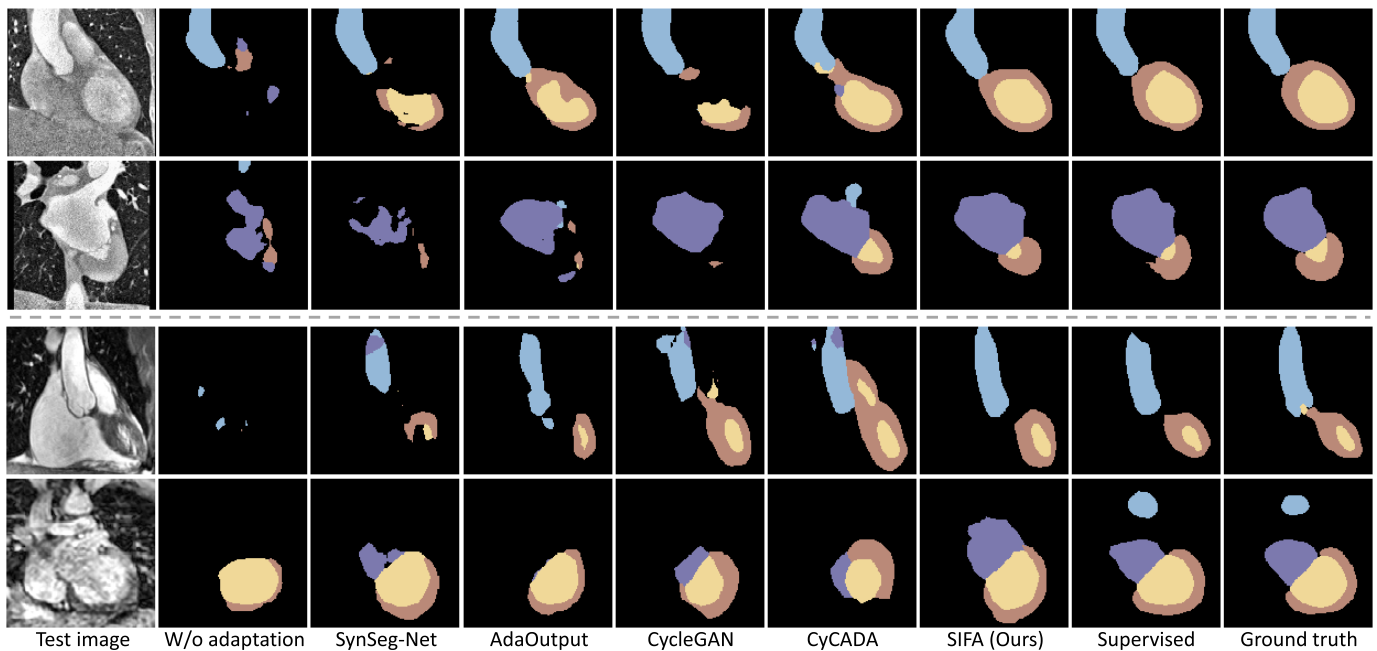 Test image W/o adaptation SynSeg-Net AdaOutput CycleGAN CyCADA SIFA (Ours) Supervised Ground truth